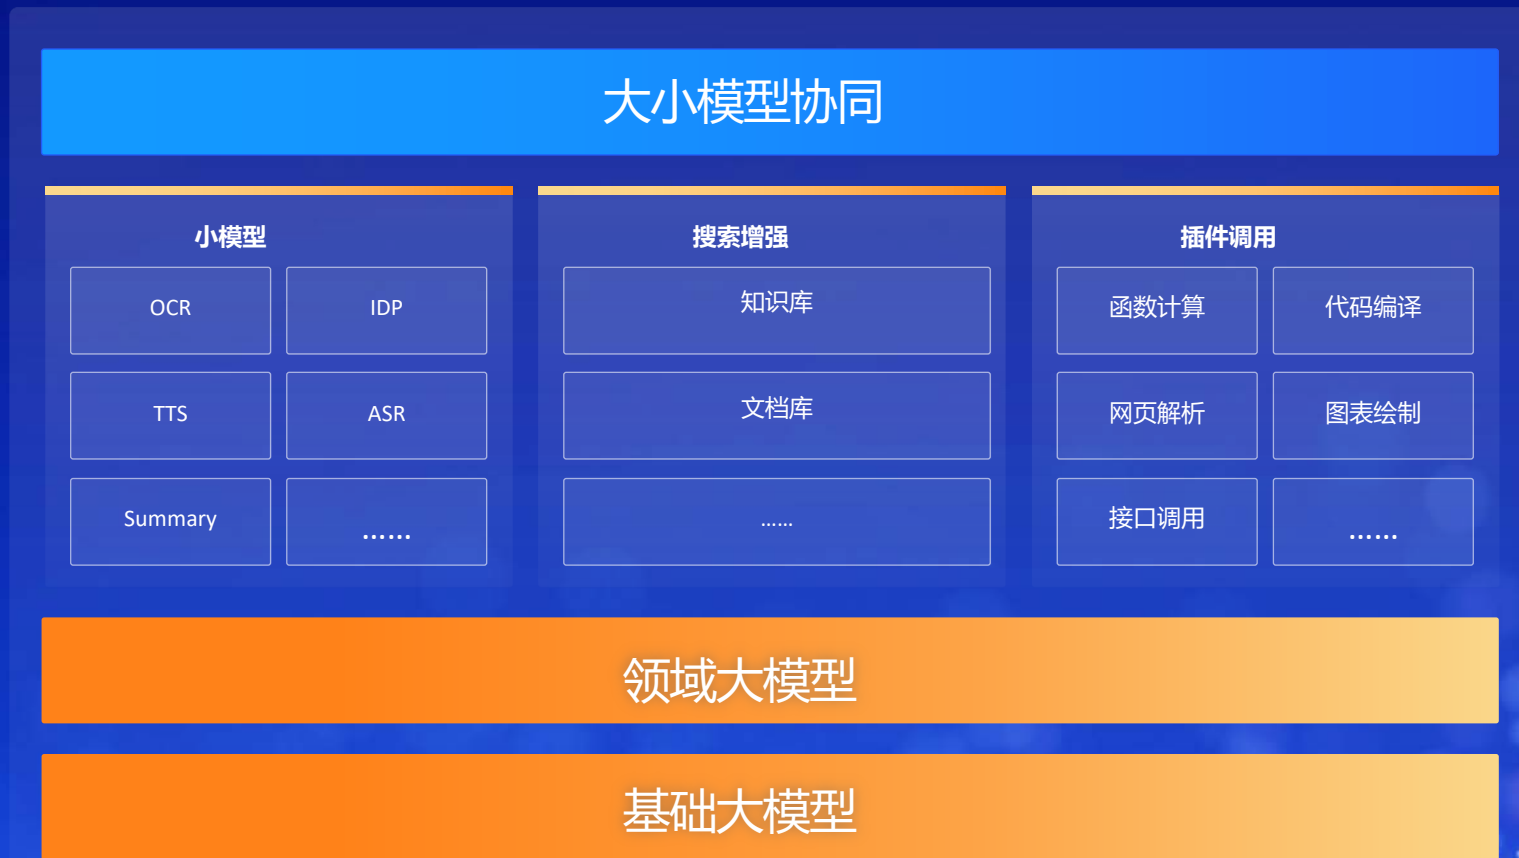 大小模型协同
小模型
OCR
IDP
TTS
ASR
Summary
……
搜索增强
知识库
文档库
……
插件调用
函数计算
代码编译
网页解析
图表绘制
接口调用
……
领域大模型
基础大模型